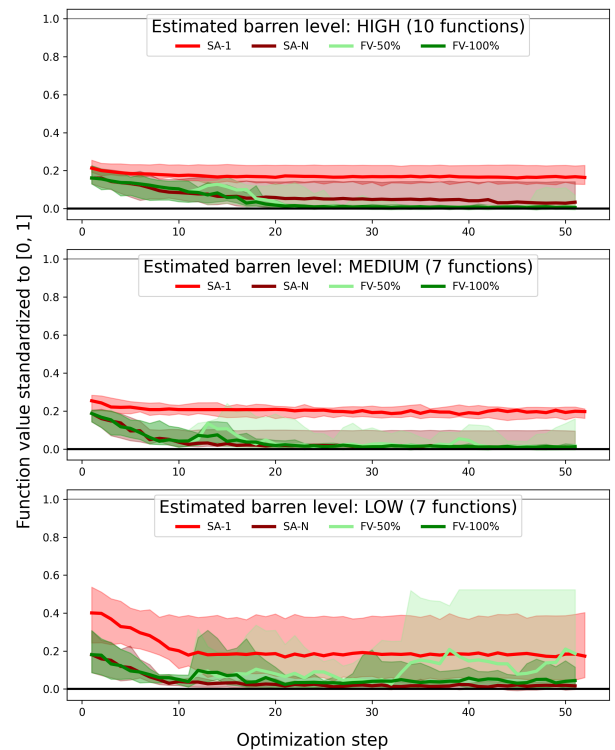 Function value standardized to [0, 1]
Estimated barren level: HIGH (10 functions)
SA-1 SA-N FV-50% FV-100%
1.0
0.8
0.6
0.4
0.2
0.0
0 10 20 30 40 50
Estimated barren level: MEDIUM (7 functions)
SA-1 SA-N FV-50% FV-100%
1.0
0.8
0.6
0.4
0.2
0.0
0 10 20 30 40 50
Estimated barren level: LOW (7 functions)
SA-1 SA-N FV-50% FV-100%
1.0
0.8
0.6
0.4
0.2
0.0
0 10 20 30 40 50
Optimization step